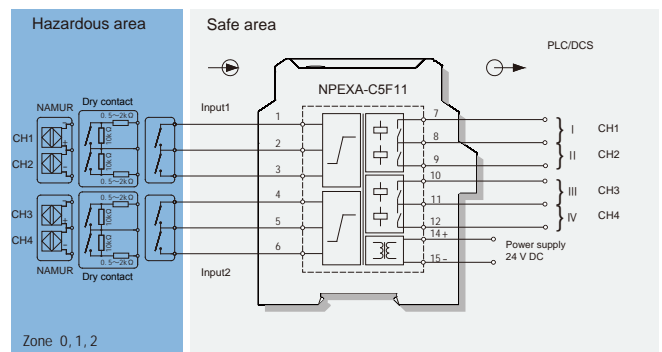 Hazardous area
Safe area
PLC/DCS
NPEXA-C5F11
NAMUR
Dry contact
Input1
0.5~2kΩ
10kΩ
10kΩ
0.5~2kΩ
CH1
CH2
1
2
3
7
8
9
I
II
CH1
CH2
0.5~2kΩ
10kΩ
10kΩ
0.5~2kΩ
CH3
CH4
4
5
6
10
11
12
III
IV
CH3
CH4
14+
15-
Power supply
24 V DC
NAMUR
Dry contact
Input2
Zone 0, 1, 2